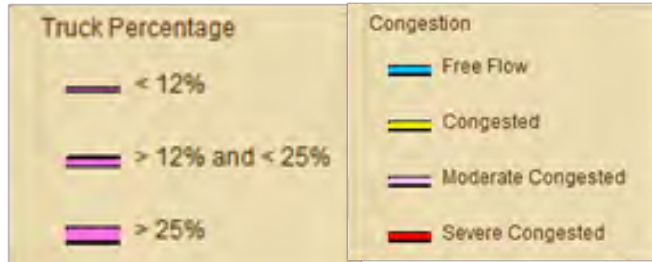 Truck Percentage
< 12%
> 12% and < 25%
> 25%
Congestion
Free Flow
Congested
Moderate Congested
Severe Congested